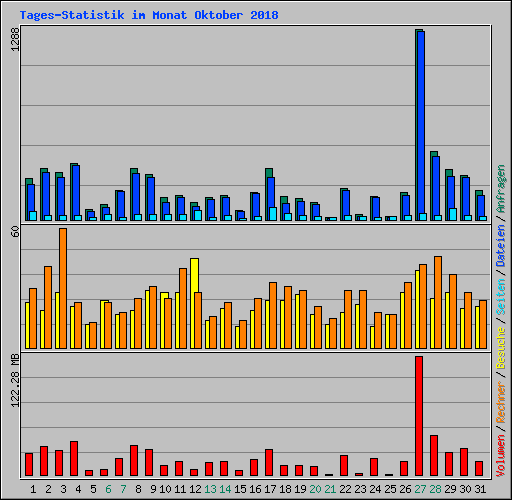 Tages-Statistik im Monat Oktober 2018
1288
60
122.28 MB
Volumen / Rechner / Besuche / Seiten / Dateien / Anfragen
1 2 3 4 5 6 7 8 9 10 11 12 13 14 15 16 17 18 19 20 21 22 23 24 25 26 27 28 29 30 31